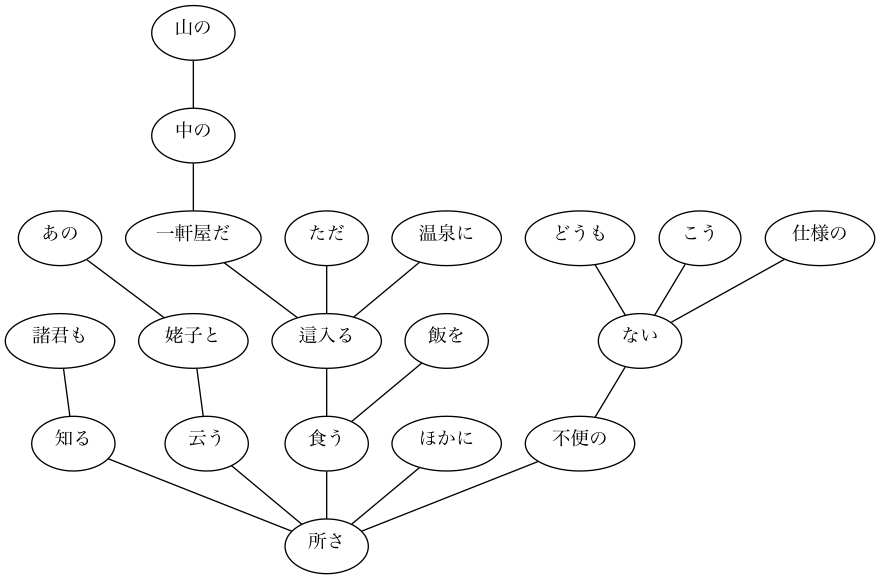 山の
中の
あの
一軒屋だ
ただ
温泉に
どうも
こう
仕様の
諸君も
姥子と
這入る
飯を
ない
知る
云う
食う
ほかに
不便の
所さ